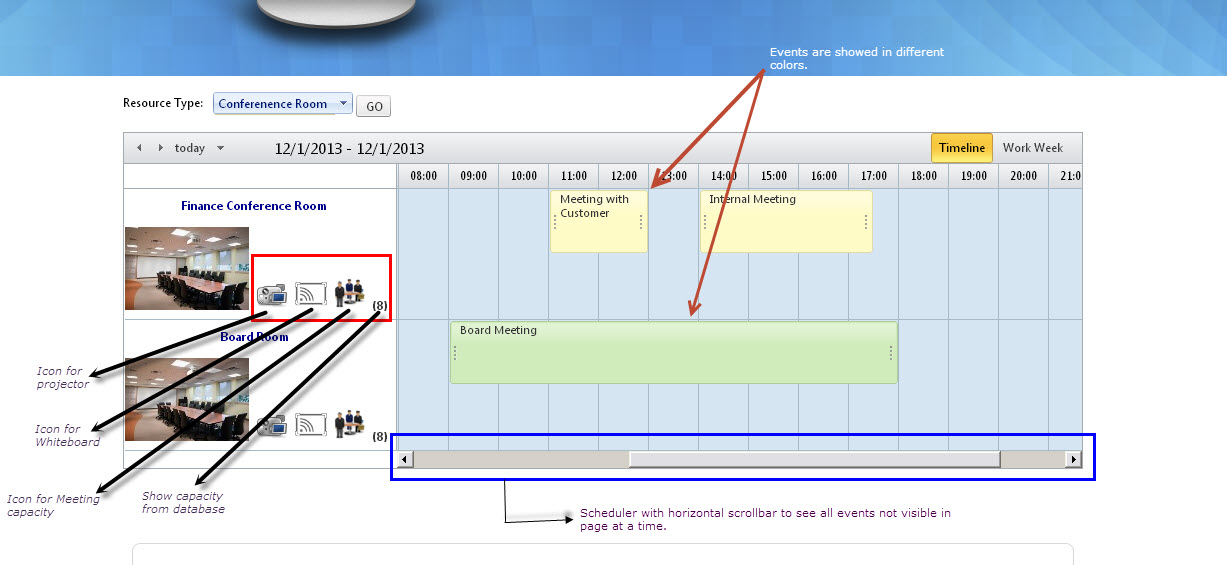 Events are showed in different
colors.
Resource Type:
Conferenence Room
GO
today
12/1/2013 - 12/1/2013
Timeline
Work Week
08:00 09:00 10:00 11:00 12:00 13:00 14:00 15:00 16:00 17:00 18:00 19:00 20:00 21:0
Finance Conference Room
Meeting with
Customer
Internal Meeting
(8)
Board Room
Board Meeting
Icon for
projector
Icon for
Whiteboard
(8)
Icon for Meeting
capacity
Show capacity
from database
Scheduler with horizontal scrollbar to see all events not visible in
page at a time.